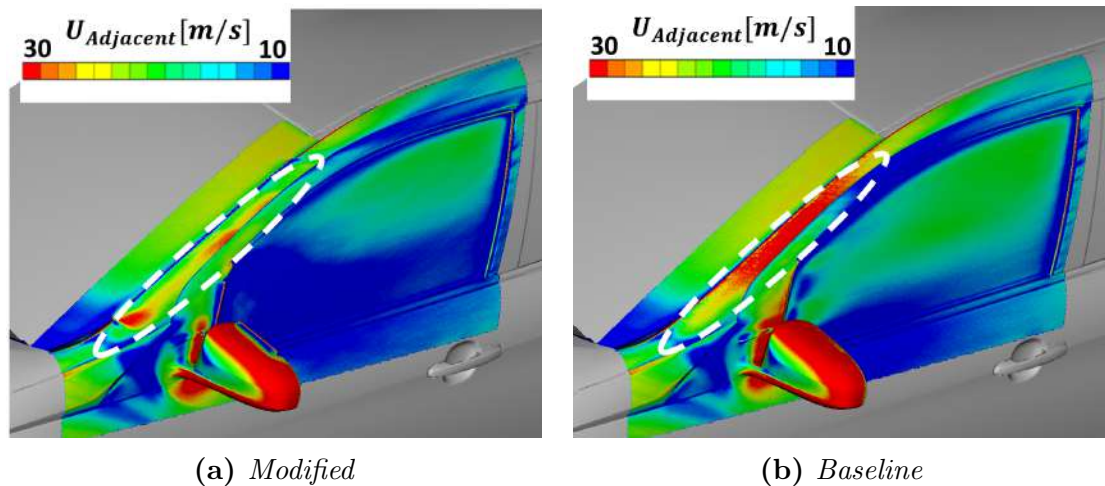 U_Adjacent [m/s]
30 10
U_Adjacent [m/s]
30 10
(a) Modified
(b) Baseline